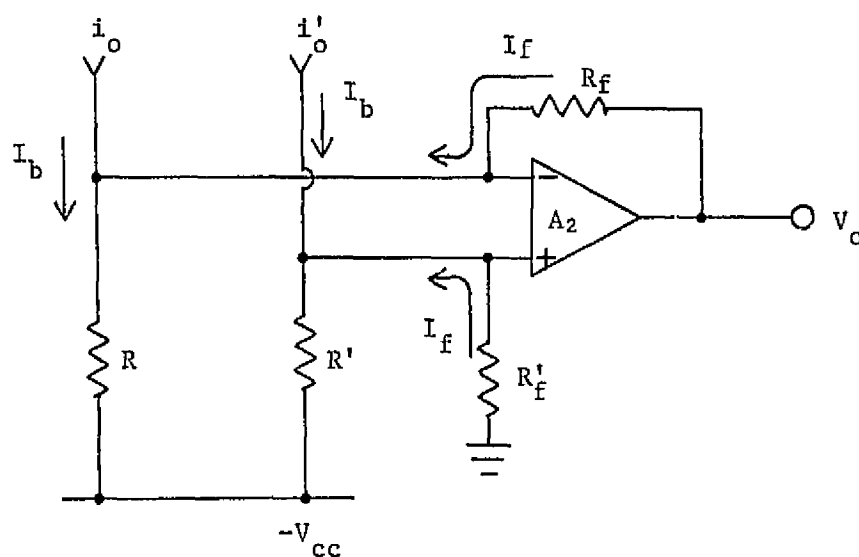 i_o
i'_o
I_f
R_f
I_b
I_b
−
A_2
V_o
+
I_f
R
R'
R'_f
-V_cc